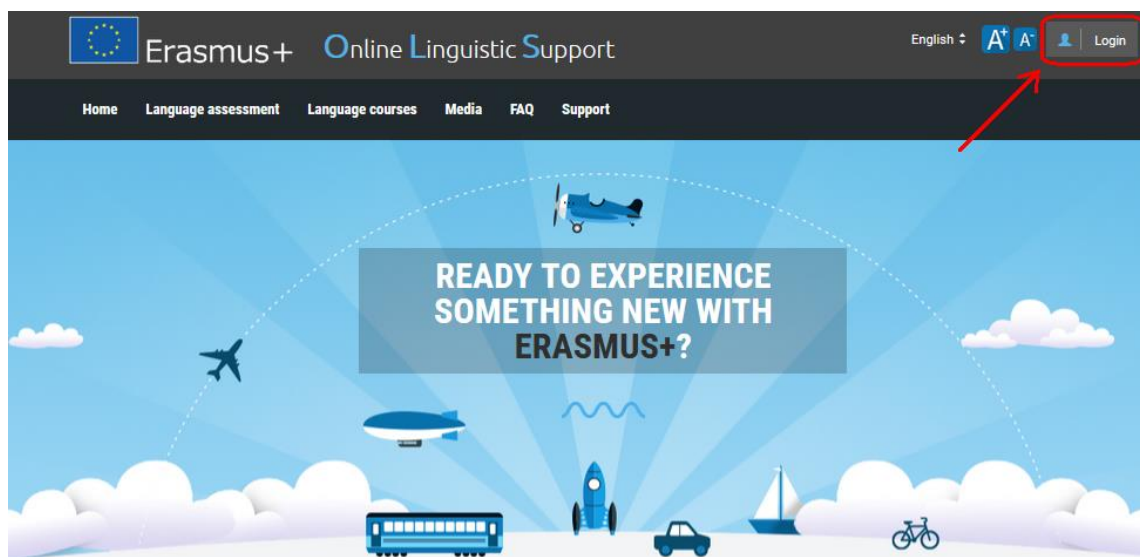 Erasmus+ Online Linguistic Support
English A+ A- Login
Home Language assessment Language courses Media FAQ Support
READY TO EXPERIENCE
SOMETHING NEW WITH
ERASMUS+?